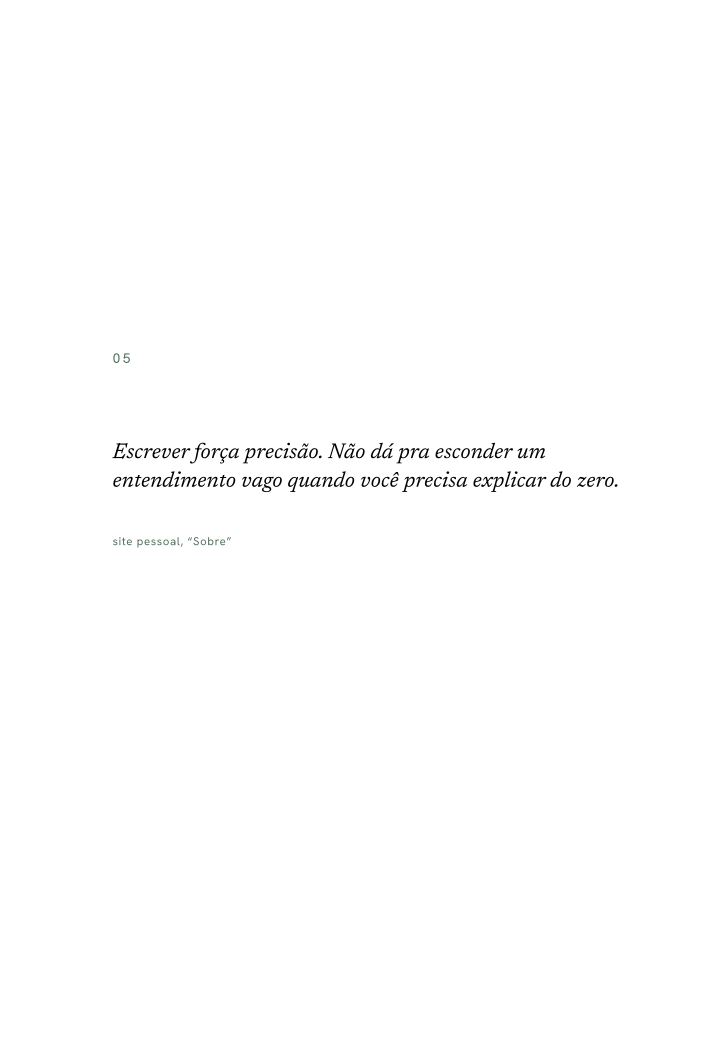 05
Escrever força precisão. Não dá pra esconder um
entendimento vago quando você precisa explicar do zero.
site pessoal, “Sobre”